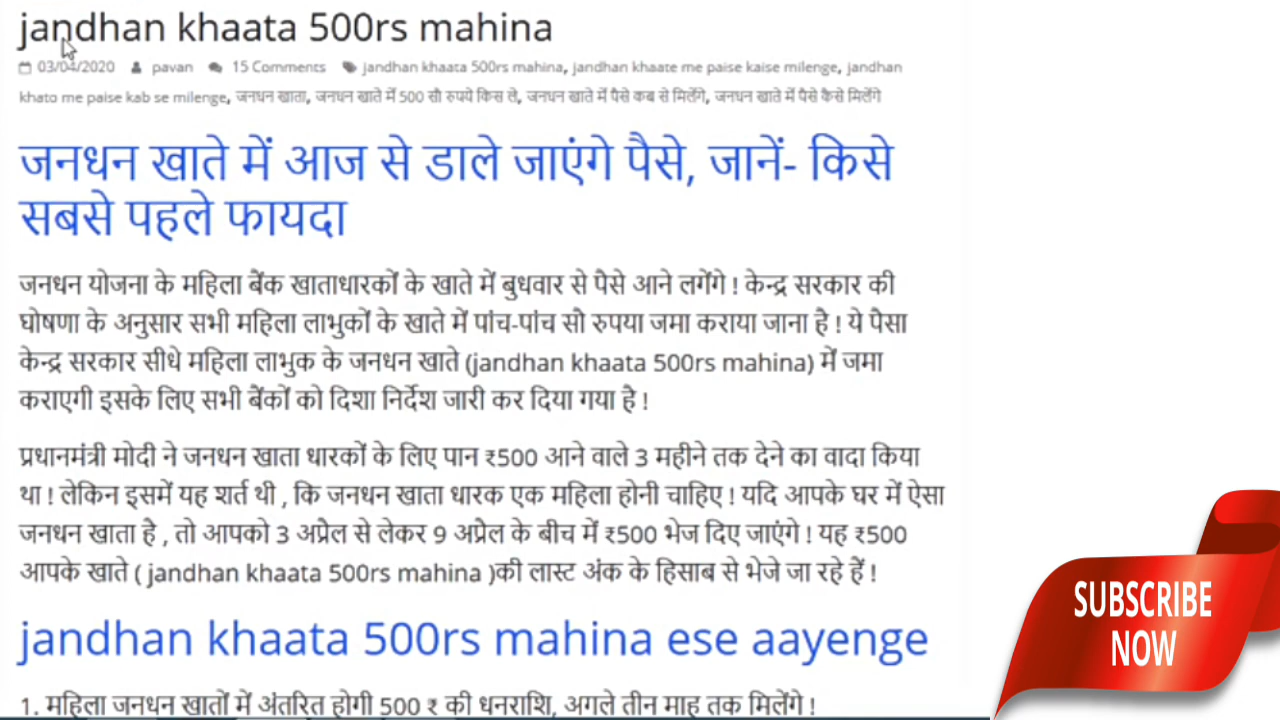 jandhan khaata 500rs mahina
03/04/2020 pavan 15 Comments jandhan khaata 500rs mahina, jandhan khaate me paise kaise milenge, jandhan
khato me paise kab se milenge, जनधन खाता, जनधन खाते में 500 सौ रुपये किस ले, जनधन खाते में पैसे कब से मिलेंगे, जनधन खाते में पैसे कैसे मिलेंगे
जनधन खाते में आज से डाले जाएंगे पैसे, जानें- किसे
सबसे पहले फायदा
जनधन योजना के महिला बैंक खाताधारकों के खाते में बुधवार से पैसे आने लगेंगे ! केन्द्र सरकार की
घोषणा के अनुसार सभी महिला लाभुकों के खाते में पांच-पांच सौ रुपया जमा कराया जाना है ! ये पैसा
केन्द्र सरकार सीधे महिला लाभुक के जनधन खाते (jandhan khaata 500rs mahina) में जमा
कराएगी इसके लिए सभी बैंकों को दिशा निर्देश जारी कर दिया गया है !
प्रधानमंत्री मोदी ने जनधन खाता धारकों के लिए पान ₹500 आने वाले 3 महीने तक देने का वादा किया
था ! लेकिन इसमें यह शर्त थी , कि जनधन खाता धारक एक महिला होनी चाहिए ! यदि आपके घर में ऐसा
जनधन खाता है , तो आपको 3 अप्रैल से लेकर 9 अप्रैल के बीच में ₹500 भेज दिए जाएंगे ! यह ₹500
आपके खाते ( jandhan khaata 500rs mahina )की लास्ट अंक के हिसाब से भेजे जा रहे हैं !
jandhan khaata 500rs mahina ese aayenge
1. महिला जनधन खातों में अंतरित होगी 500 ₹ की धनराशि, अगले तीन माह तक मिलेंगे !
SUBSCRIBE
NOW